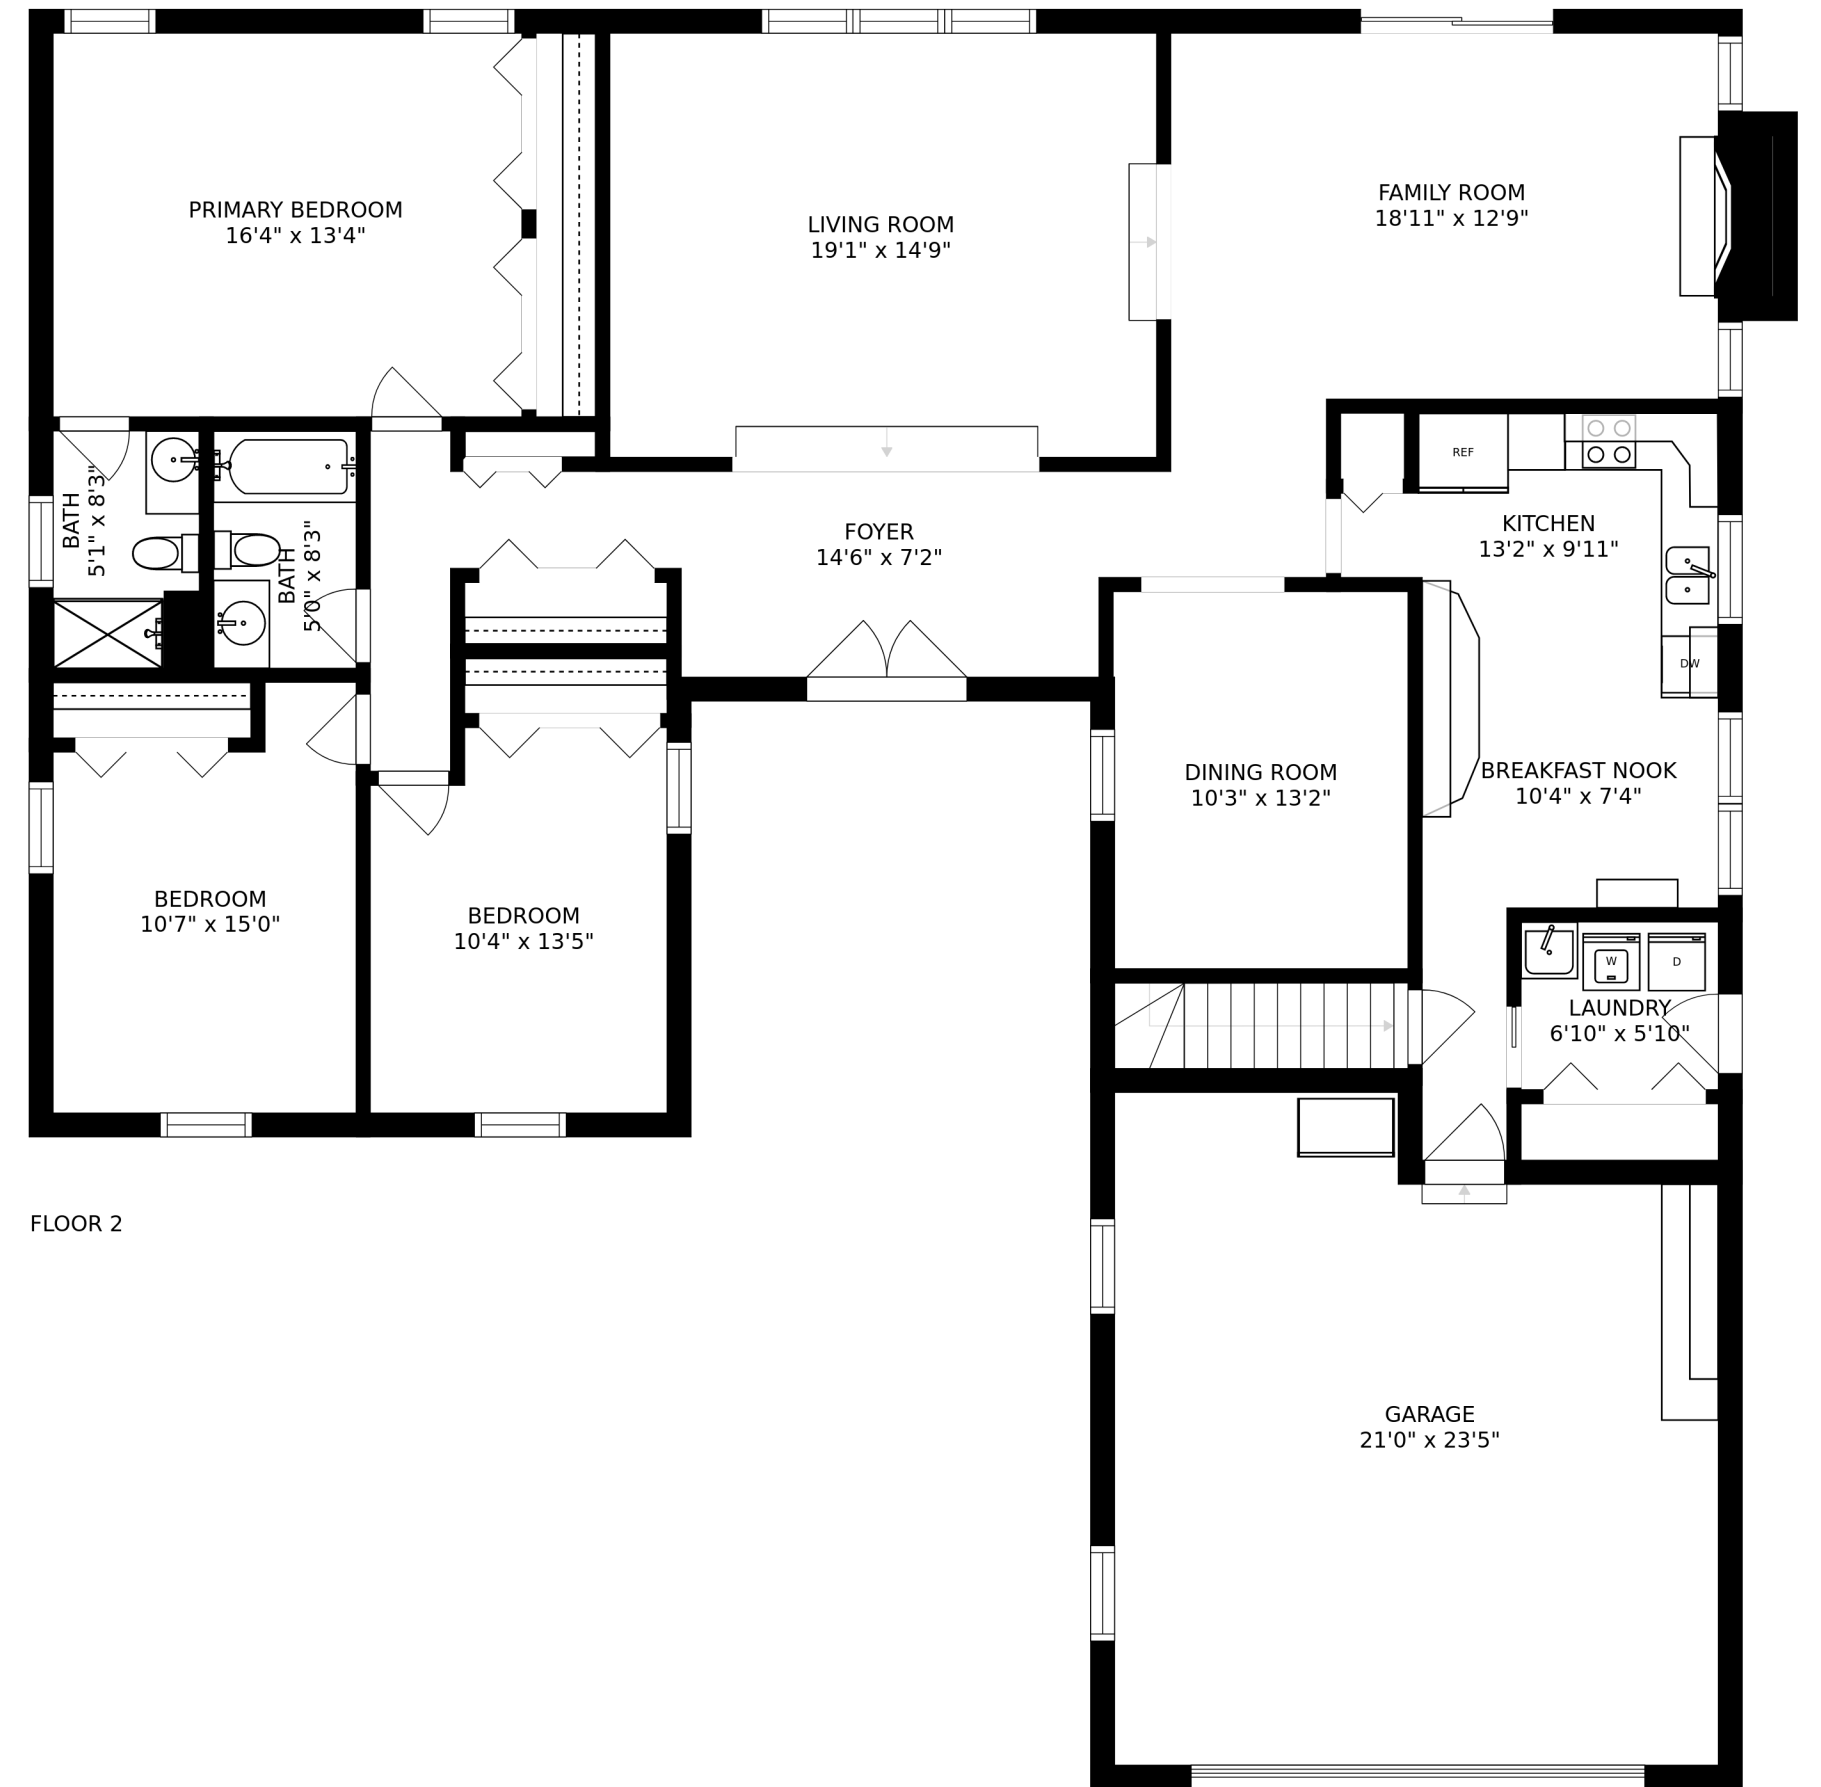 PRIMARY BEDROOM
16'4" x 13'4"
LIVING ROOM
19'1" x 14'9"
FAMILY ROOM
18'11" x 12'9"
BATH
5'1" x 8'3"
BATH
5'0" x 8'3"
FOYER
14'6" x 7'2"
REF
KITCHEN
13'2" x 9'11"
DW
DINING ROOM
10'3" x 13'2"
BREAKFAST NOOK
10'4" x 7'4"
BEDROOM
10'7" x 15'0"
BEDROOM
10'4" x 13'5"
W
D
LAUNDRY
6'10" x 5'10"
FLOOR 2
GARAGE
21'0" x 23'5"